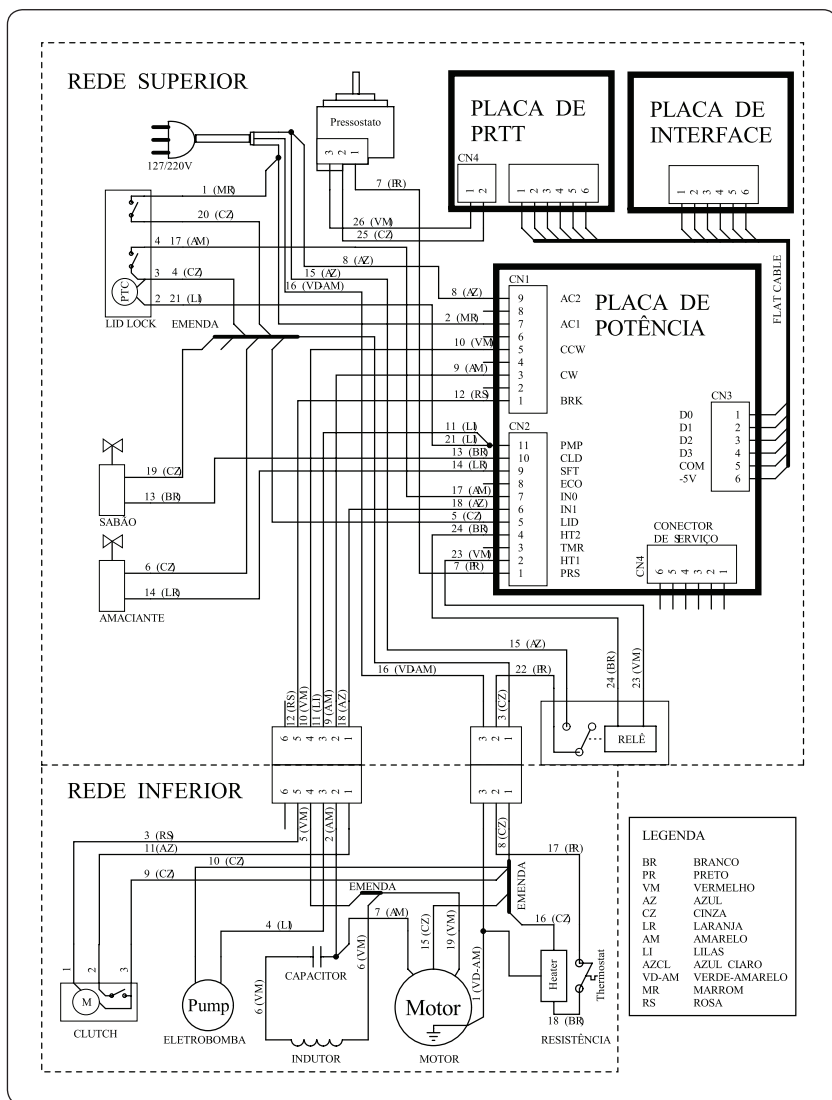 REDE SUPERIOR
127/220V
Pressostato
3 2 1
7 (PR)
PLACA DE
PRTT
CN4
1 2
1 2 3 4 5 6
PLACA DE
INTERFACE
1 2 3 4 5 6
1 (MR)
20 (CZ)
4 17 (AM)
3 4 (CZ)
PTC
2 21 (LI)
LID LOCK
EMENDA
26 (VM)
25 (CZ)
8 (AZ)
15 (AZ)
16 (VD-AM)
FLAT CABLE
PLACA DE
POTÊNCIA
CN1
8 (AZ) 9 AC2
8
2 (MR) 7 AC1
6
10 (VM) 5 CCW
4
9 (AM) 3 CW
2
12 (RS) 1 BRK
CN2
11 (LI)
21 (LI) 11 PMP
13 (BR) 10 CLD
14 (LR) 9 SFT
8 ECO
17 (AM) 7 IN0
18 (AZ) 6 IN1
5 (CZ) 5 LID
24 (BR) 4 HT2
3 TMR
23 (VM) 2 HT1
7 (PR) 1 PRS
CN3
D0 1
D1 2
D2 3
D3 4
COM 5
-5V 6
CONECTOR
DE SERVIÇO
CN4
6 5 4 3 2 1
19 (CZ)
13 (BR)
SABÃO
6 (CZ)
14 (LR)
AMACIANTE
15 (AZ)
16 (VD-AM)
22 (PR)
3 (CZ)
24 (BR)
23 (VM)
RELÊ
12 (RS)
10 (VM)
11 (LI)
9 (AM)
18 (AZ)
6 5 4 3 2 1
3 2 1
REDE INFERIOR
6 5 4 3 2 1
3 2 1
3 (RS)
11(AZ)
10 (CZ)
9 (CZ)
5 (VM)
2 (AM)
8 (CZ)
17 (PR)
EMENDA
EMENDA
4 (LI)
7 (AM)
6 (VM)
15 (CZ)
19 (VM)
16 (CZ)
1 2 3
M
CLUTCH
Pump
ELETROBOMBA
6 (VM)
CAPACITOR
INDUTOR
Motor
MOTOR
1 (VD-AM)
Heater
Thermostat
18 (BR)
RESISTÊNCIA
LEGENDA
BR BRANCO
PR PRETO
VM VERMELHO
AZ AZUL
CZ CINZA
LR LARANJA
AM AMARELO
LI LILAS
AZCL AZUL CLARO
VD-AM VERDE-AMARELO
MR MARROM
RS ROSA